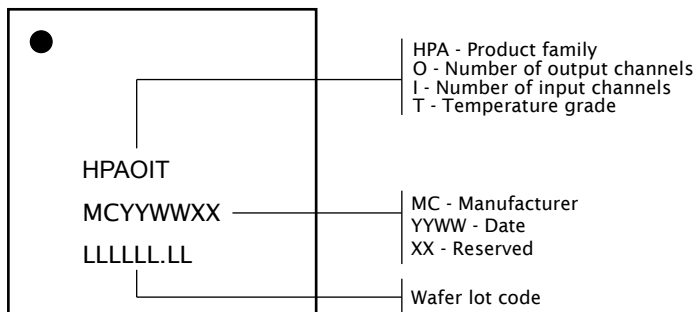 HPA - Product family
O - Number of output channels
I - Number of input channels
T - Temperature grade
HPAOIT
MCYYWWXX
LLLLLL.LL
MC - Manufacturer
YYWW - Date
XX - Reserved
Wafer lot code